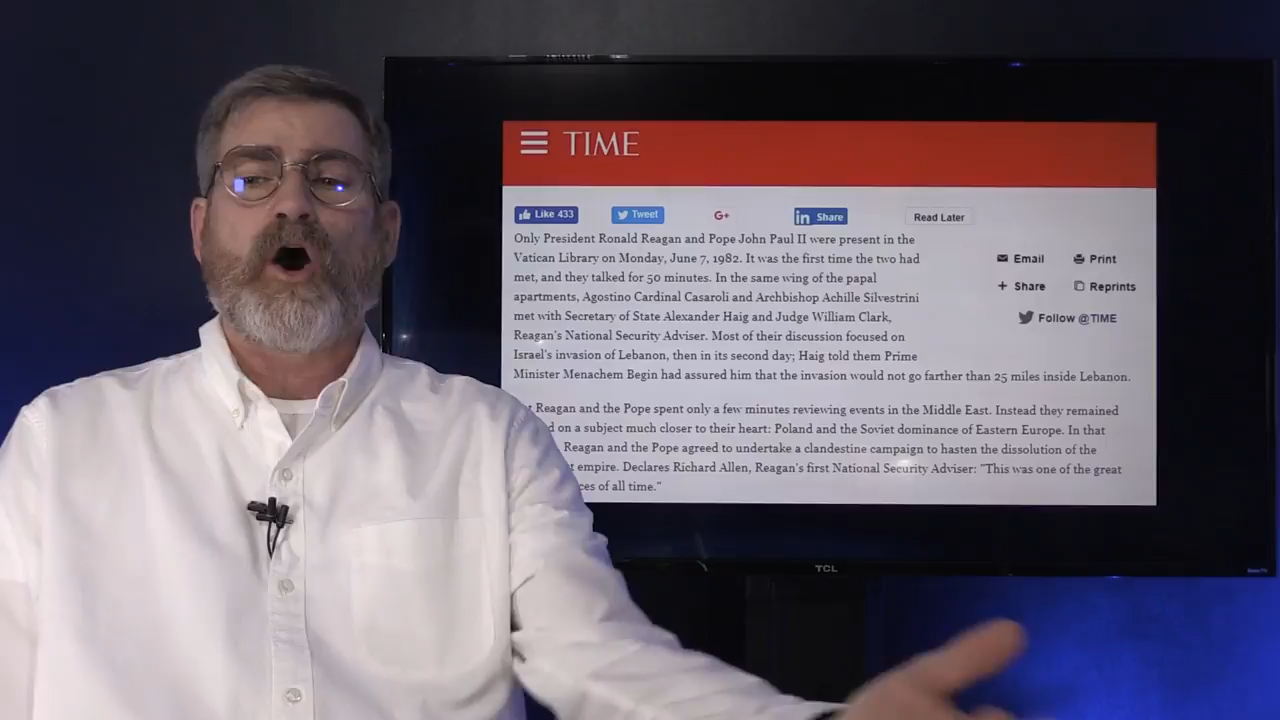 TIME
Like 433 Tweet G+ in Share Read Later
Only President Ronald Reagan and Pope John Paul II were present in the
Vatican Library on Monday, June 7, 1982. It was the first time the two had
met, and they talked for 50 minutes. In the same wing of the papal
apartments, Agostino Cardinal Casaroli and Archbishop Achille Silvestrini
met with Secretary of State Alexander Haig and Judge William Clark,
Reagan's National Security Adviser. Most of their discussion focused on
Israel's invasion of Lebanon, then in its second day; Haig told them Prime
Minister Menachem Begin had assured him that the invasion would not go farther than 25 miles inside Lebanon.
Email Print
Share Reprints
Follow @TIME
Reagan and the Pope spent only a few minutes reviewing events in the Middle East. Instead they remained
on a subject much closer to their heart: Poland and the Soviet dominance of Eastern Europe. In that
Reagan and the Pope agreed to undertake a clandestine campaign to hasten the dissolution of the
empire. Declares Richard Allen, Reagan's first National Security Adviser: "This was one of the great
of all time."
TCL